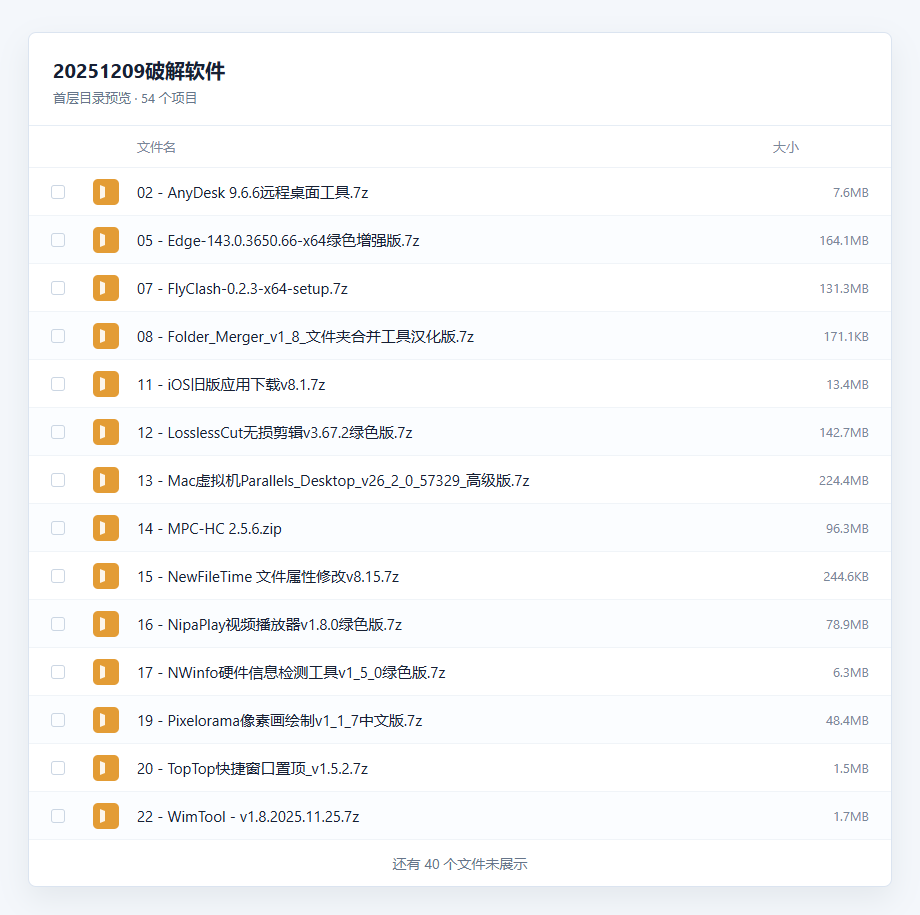 20251209破解软件
首层目录预览 · 54 个项目
文件名 大小
02 - AnyDesk 9.6.6远程桌面工具.7z 7.6MB
05 - Edge-143.0.3650.66-x64绿色增强版.7z 164.1MB
07 - FlyClash-0.2.3-x64-setup.7z 131.3MB
08 - Folder_Merger_v1_8_文件夹合并工具汉化版.7z 171.1KB
11 - iOS旧版应用下载v8.1.7z 13.4MB
12 - LosslessCut无损剪辑v3.67.2绿色版.7z 142.7MB
13 - Mac虚拟机Parallels_Desktop_v26_2_0_57329_高级版.7z 224.4MB
14 - MPC-HC 2.5.6.zip 96.3MB
15 - NewFileTime 文件属性修改v8.15.7z 244.6KB
16 - NipaPlay视频播放器v1.8.0绿色版.7z 78.9MB
17 - NWinfo硬件信息检测工具v1_5_0绿色版.7z 6.3MB
19 - Pixelorama像素画绘制v1_1_7中文版.7z 48.4MB
20 - TopTop快捷窗口置顶_v1.5.2.7z 1.5MB
22 - WimTool - v1.8.2025.11.25.7z 1.7MB
还有 40 个文件未展示